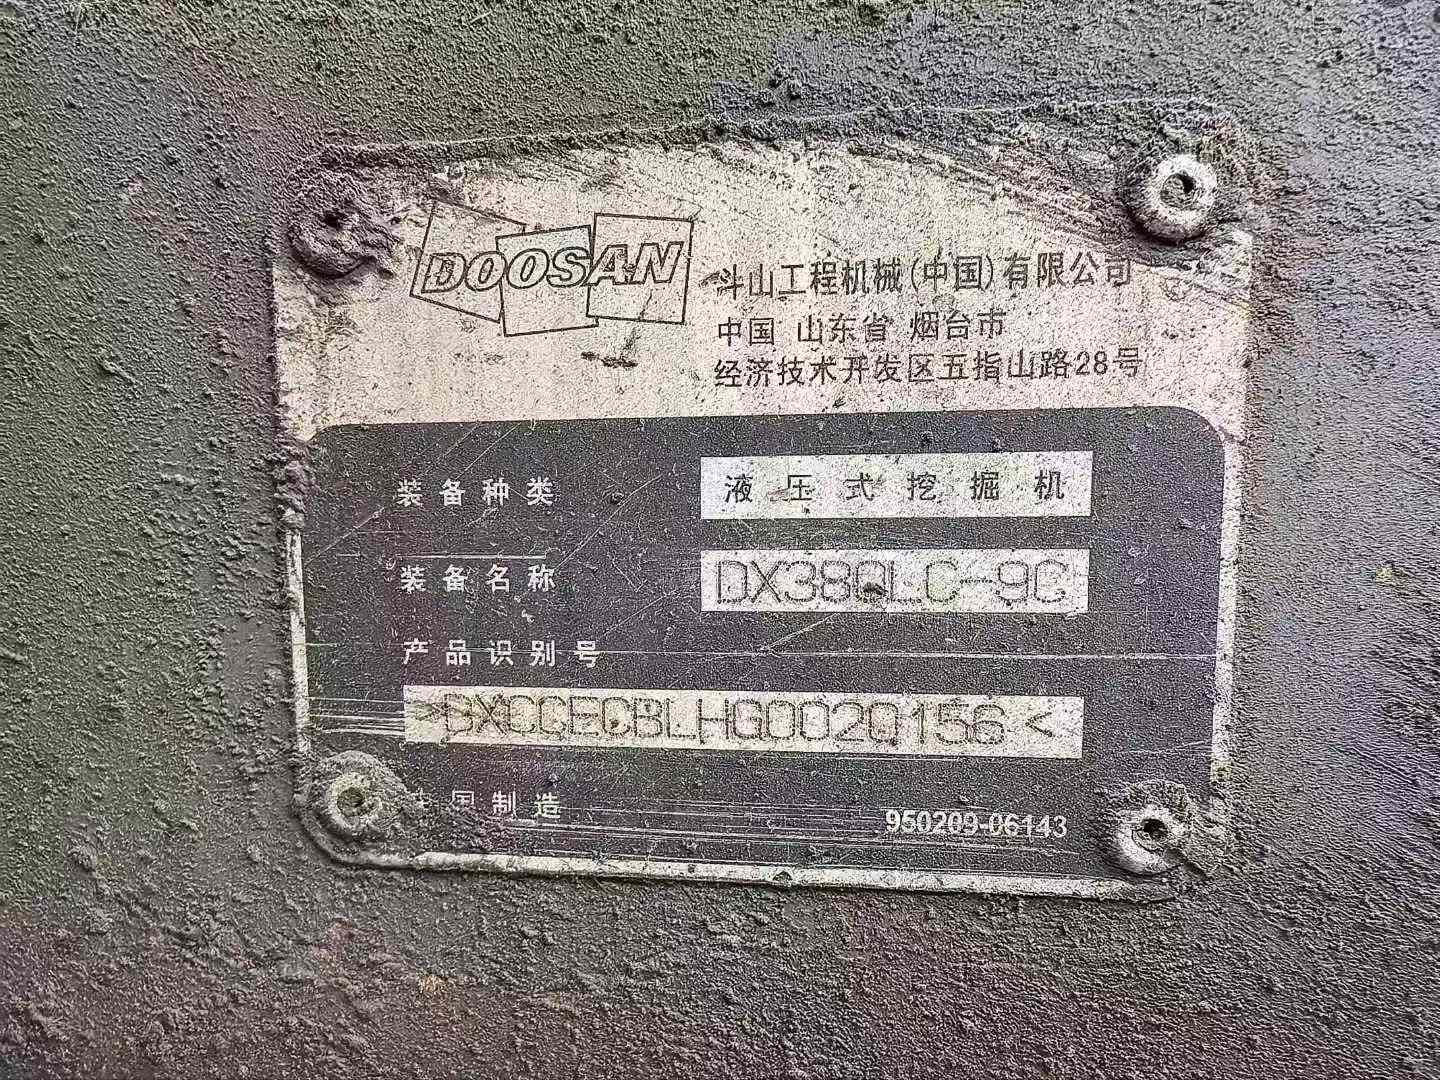 DOOSAN
斗山工程机械(中国)有限公司
中国 山东省 烟台市
经济技术开发区五指山路28号
装备种类 液压式挖掘机
装备名称 DX380LC-9C
产品识别号
>DXCCECBLHG0020156<
中国制造 950209-06143